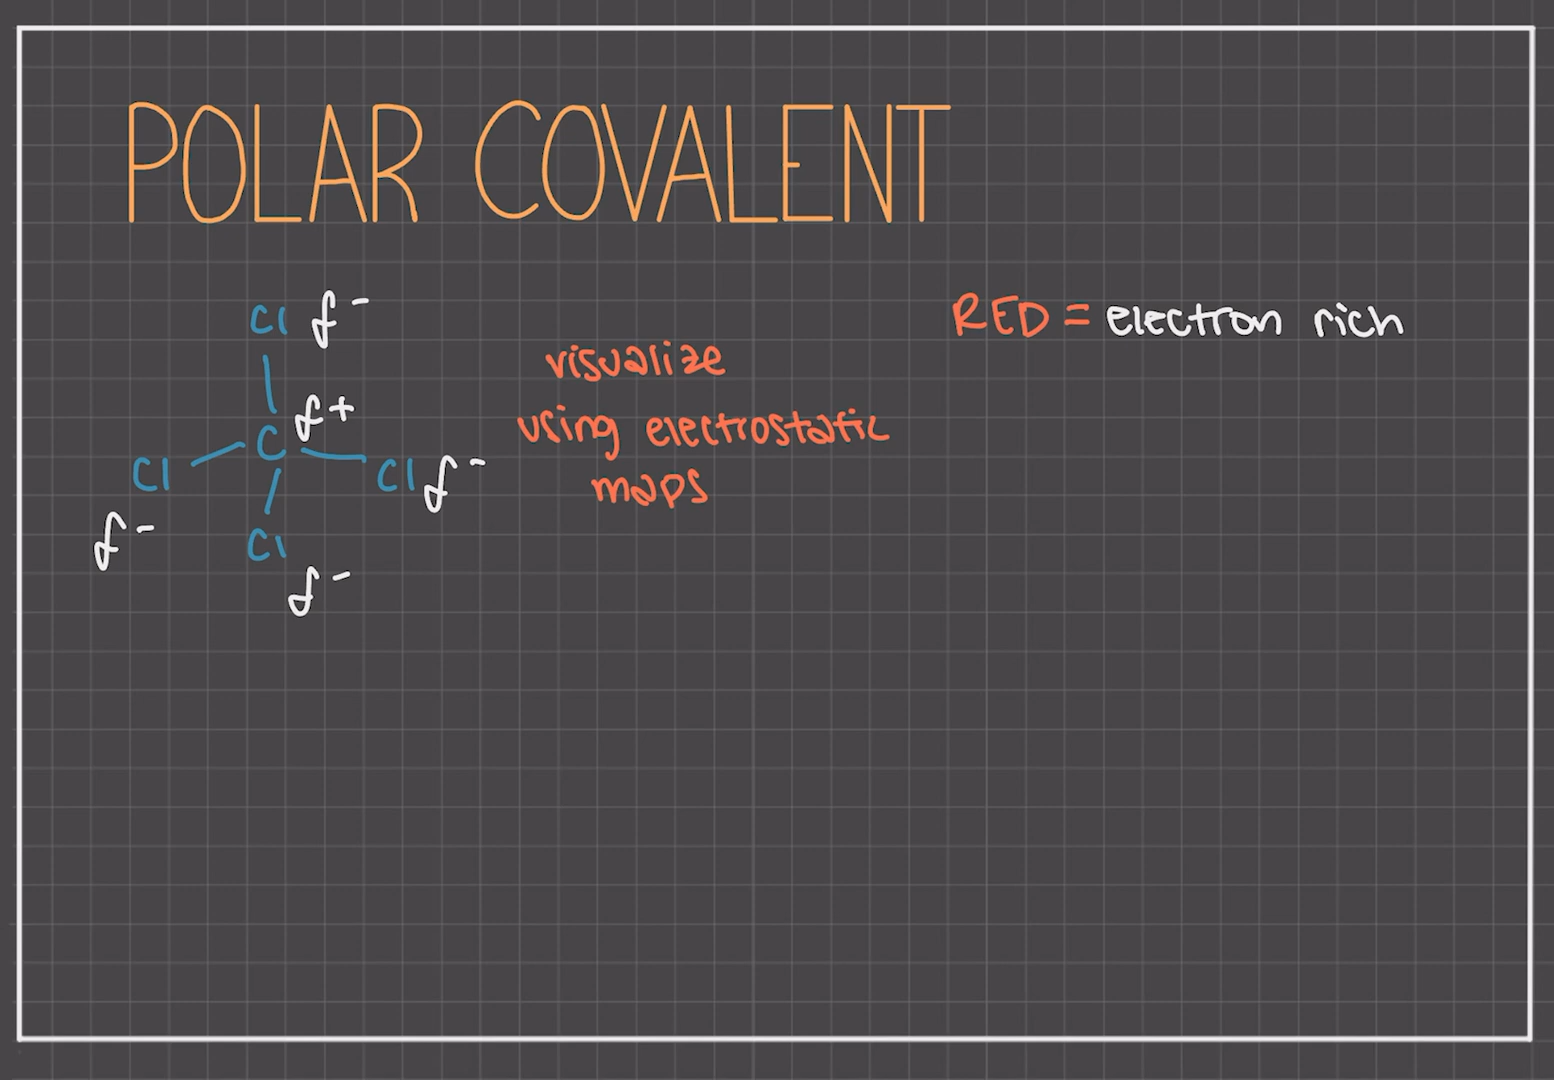 POLAR COVALENT
Cl δ-
RED = electron rich
visualize
δ+
C
using electrostatic
Cl
Cl δ-
maps
δ-
Cl
δ-